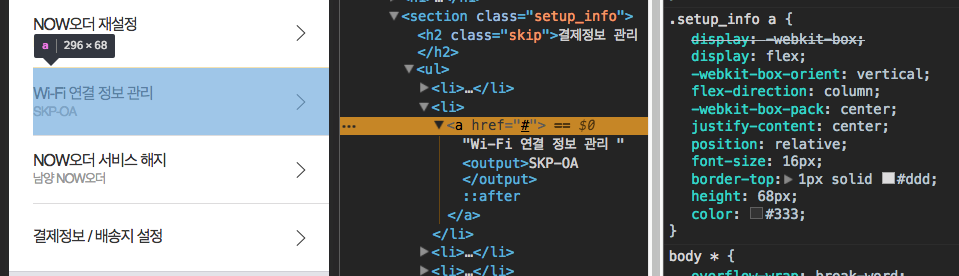 NOW오더 재설정
a 296 × 68
Wi-Fi 연결 정보 관리
SKP-OA
NOW오더 서비스 해지
남양 NOW오더
결제정보 / 배송지 설정
▼<section class="setup_info">
<h2 class="skip">결제정보 관리
</h2>
▼<ul>
▶<li>…</li>
▼<li>
… ▼<a href="#"> == $0
"Wi-Fi 연결 정보 관리 "
<output>SKP-OA
</output>
::after
</a>
</li>
▶<li>…</li>
▶<li>…</li>
.setup_info a {
display: -webkit-box;
display: flex;
-webkit-box-orient: vertical;
flex-direction: column;
-webkit-box-pack: center;
justify-content: center;
position: relative;
font-size: 16px;
border-top:▶ 1px solid #ddd;
height: 68px;
color: #333;
}
body * {
overflow-wrap: break-word;